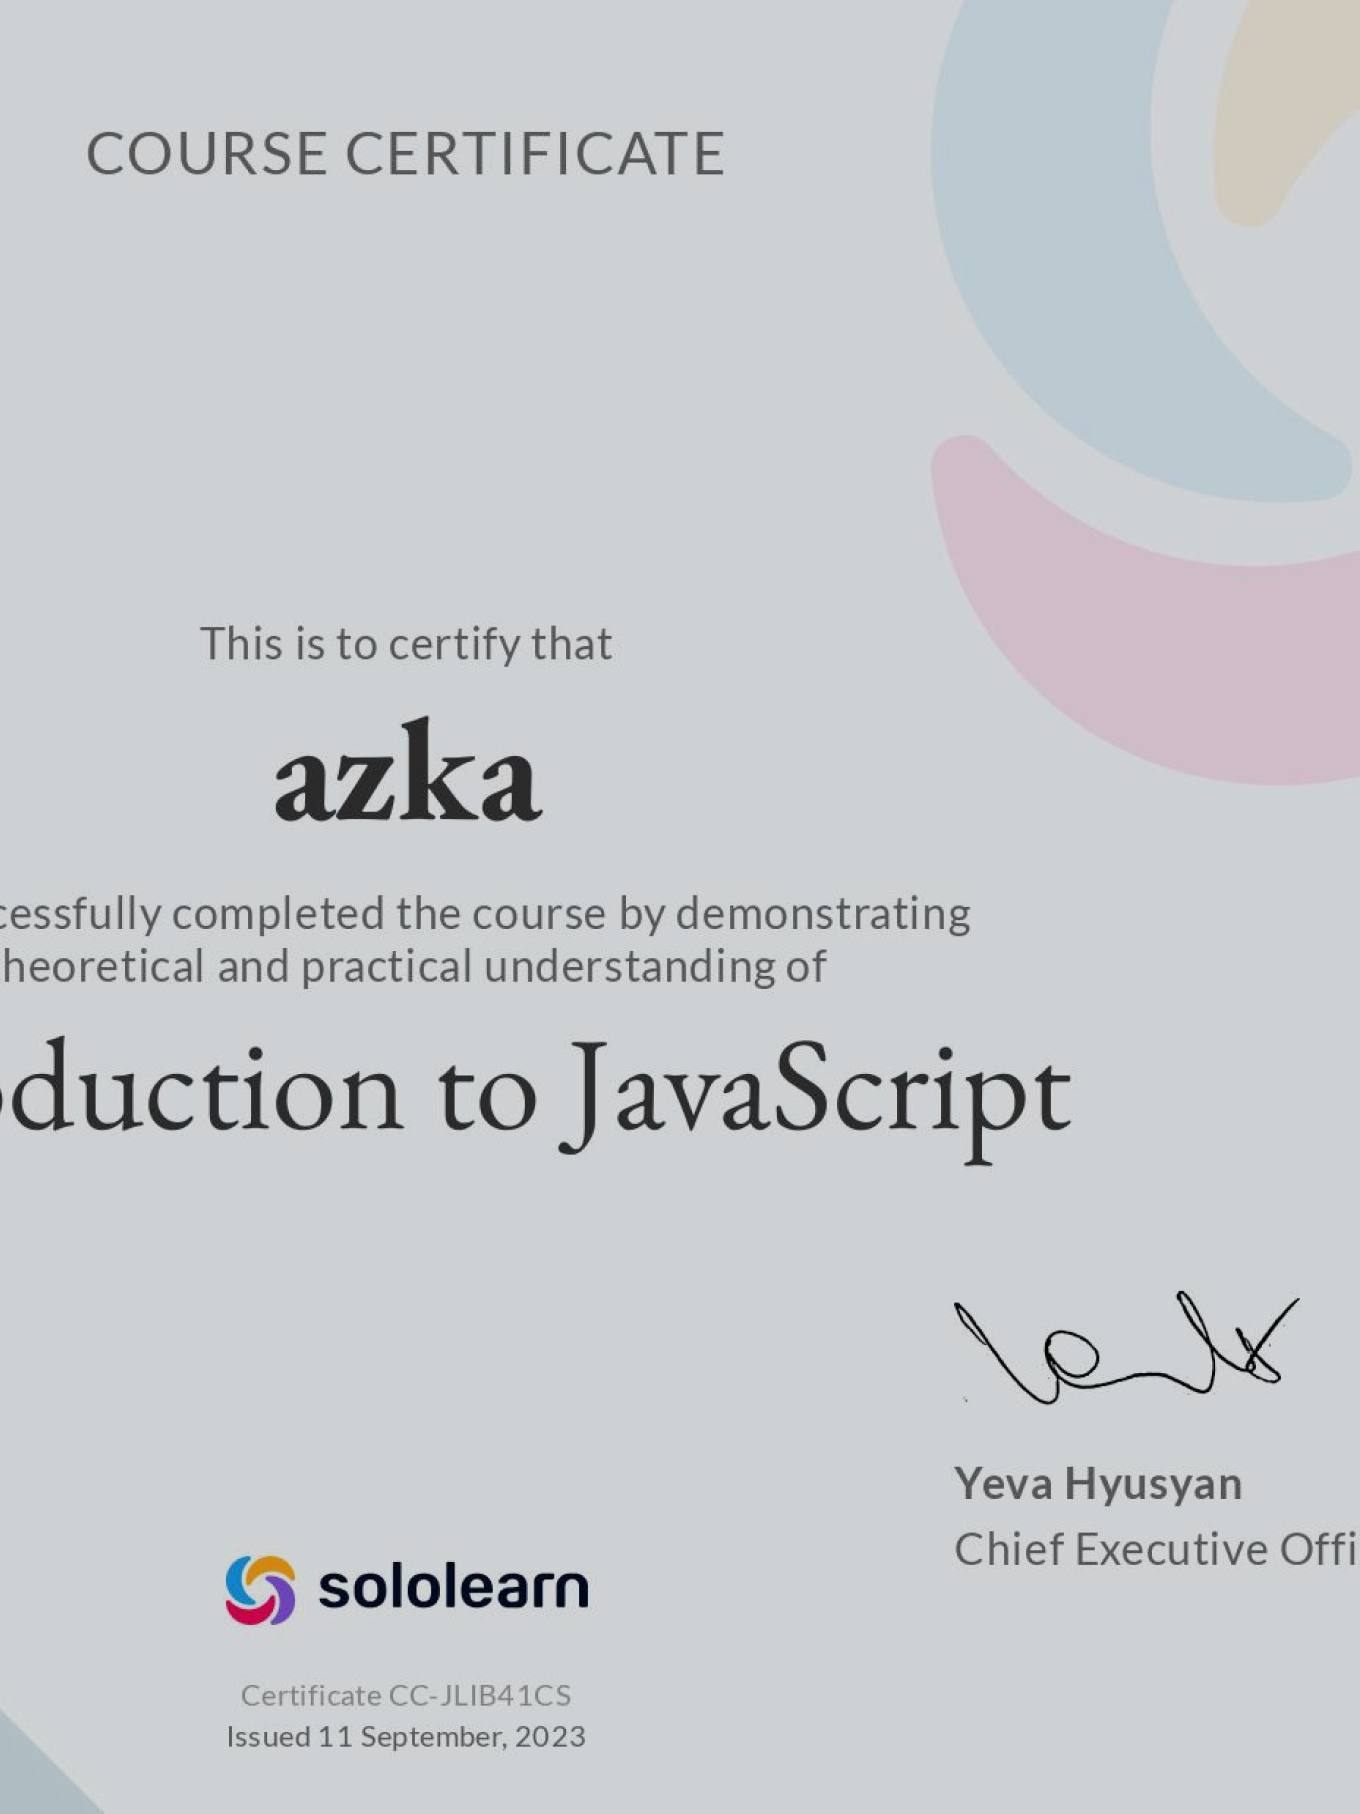 COURSE CERTIFICATE
This is to certify that
azka
cessfully completed the course by demonstrating
heoretical and practical understanding of
oduction to JavaScript
Yeva Hyusyan
Chief Executive Offi
sololearn
Certificate CC-JLIB41CS
Issued 11 September, 2023